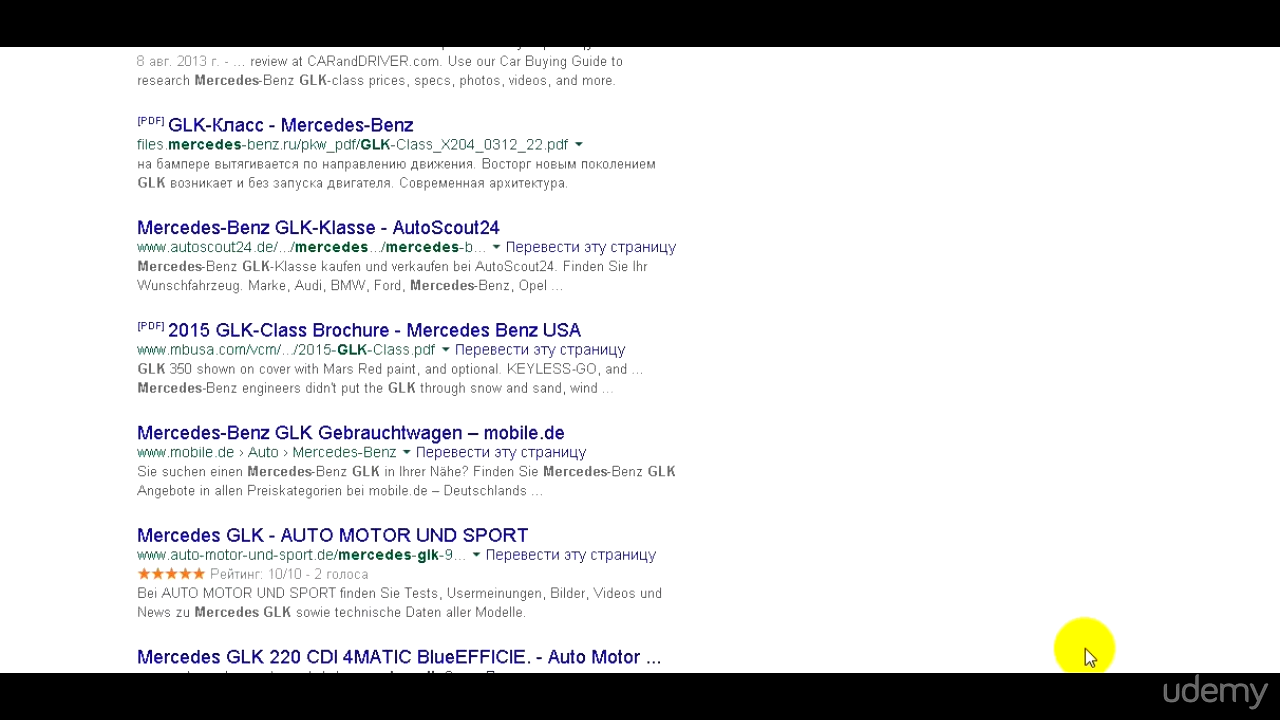 8 авг. 2013 г. - ... review at CARandDRIVER.com. Use our Car Buying Guide to
research Mercedes-Benz GLK-class prices, specs, photos, videos, and more.
[PDF] GLK-Класс - Mercedes-Benz
files.mercedes-benz.ru/pkw_pdf/GLK-Class_X204_0312_22.pdf
на бампере вытягивается по направлению движения. Восторг новым поколением
GLK возникает и без запуска двигателя. Современная архитектура.
Mercedes-Benz GLK-Klasse - AutoScout24
www.autoscout24.de/.../mercedes.../mercedes-b... Перевести эту страницу
Mercedes-Benz GLK-Klasse kaufen und verkaufen bei AutoScout24. Finden Sie Ihr
Wunschfahrzeug. Marke, Audi, BMW, Ford, Mercedes-Benz, Opel ...
[PDF] 2015 GLK-Class Brochure - Mercedes Benz USA
www.mbusa.com/vcm/.../2015-GLK-Class.pdf Перевести эту страницу
GLK 350 shown on cover with Mars Red paint, and optional. KEYLESS-GO, and ...
Mercedes-Benz engineers didn't put the GLK through snow and sand, wind ...
Mercedes-Benz GLK Gebrauchtwagen – mobile.de
www.mobile.de › Auto › Mercedes-Benz Перевести эту страницу
Sie suchen einen Mercedes-Benz GLK in Ihrer Nähe? Finden Sie Mercedes-Benz GLK
Angebote in allen Preiskategorien bei mobile.de – Deutschlands ...
Mercedes GLK - AUTO MOTOR UND SPORT
www.auto-motor-und-sport.de/mercedes-glk-9... Перевести эту страницу
Рейтинг: 10/10 - 2 голоса
Bei AUTO MOTOR UND SPORT finden Sie Tests, Usermeinungen, Bilder, Videos und
News zu Mercedes GLK sowie technische Daten aller Modelle.
Mercedes GLK 220 CDI 4MATIC BlueEFFICIE. - Auto Motor ...
udemy